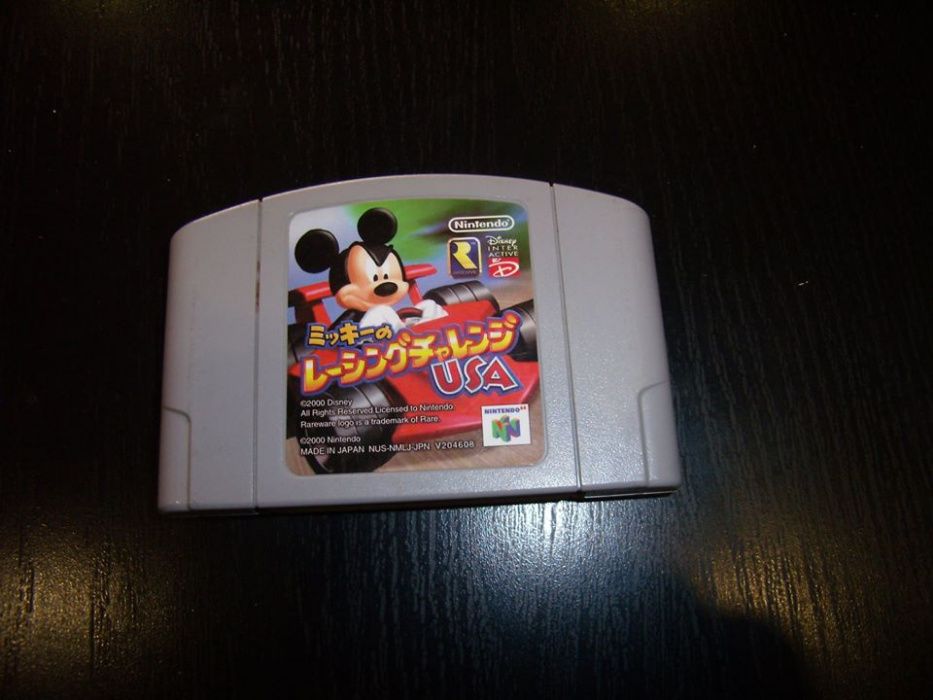 Nintendo
R
RAREWARE
Disney
INTER
ACTIVE
ミッキーの
レーシングチャレンジ
USA
©2000 Disney
All Rights Reserved Licensed to Nintendo
Rareware logo is a trademark of Rare.
©2000 Nintendo
MADE IN JAPAN NUS-NMLJ-JPN V204608
NINTENDO64